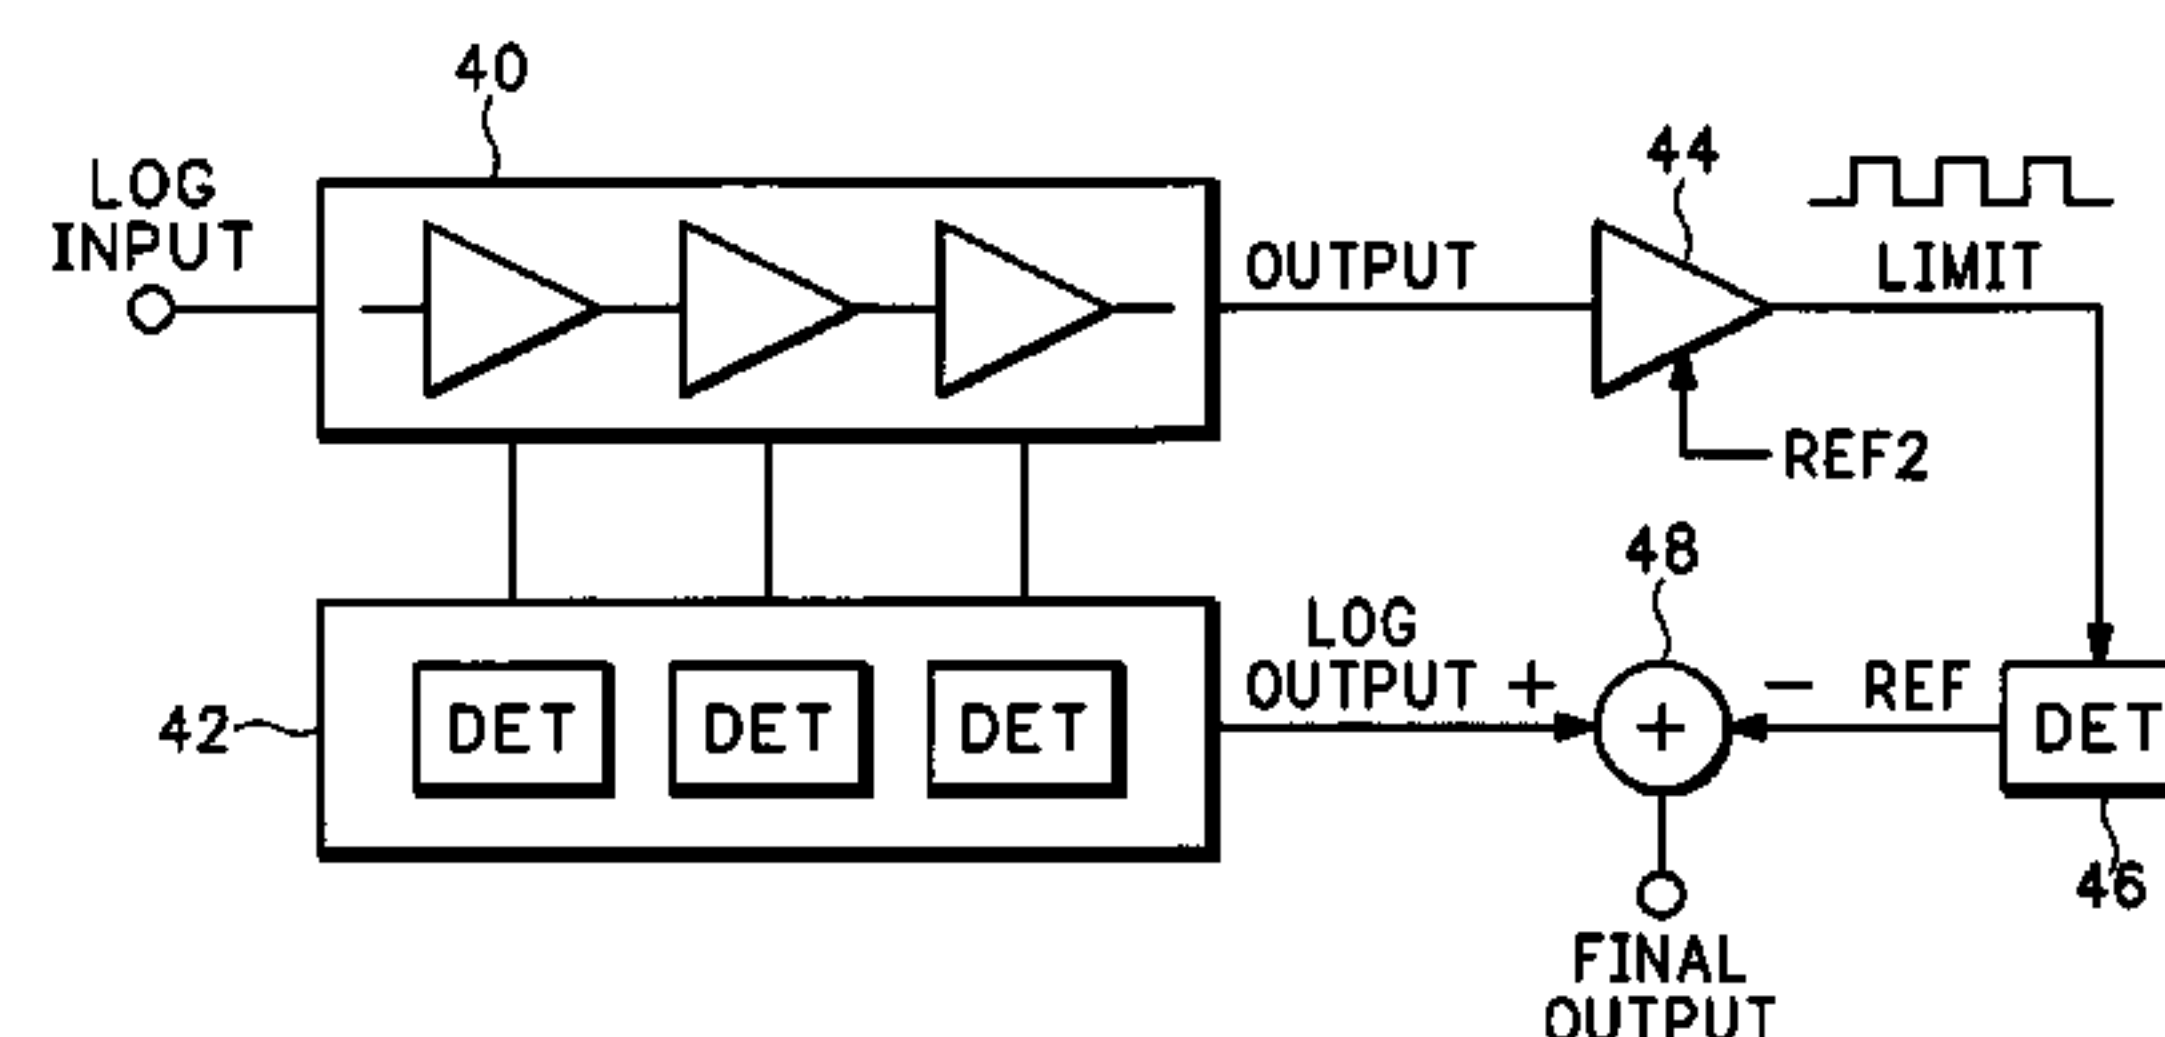 40
LOG
INPUT
OUTPUT
44
LIMIT
REF2
48
42
DET DET DET
LOG
OUTPUT +
+
− REF
DET
46
FINAL
OUTPUT